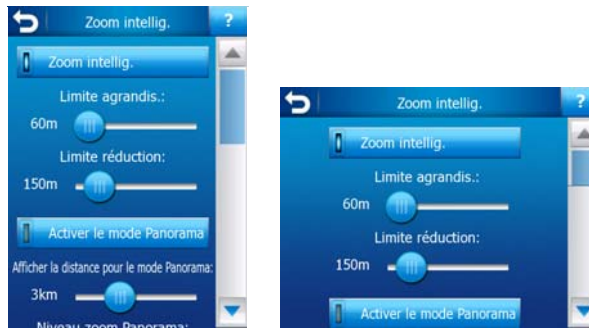 Zoom intellig.
?
Zoom intellig.
Limite agrandis.:
60m
Limite réduction:
150m
Activer le mode Panorama
Afficher la distance pour le mode Panorama:
3km
Niveau zoom Panorama:
Zoom intellig.
?
Zoom intellig.
Limite agrandis.:
60m
Limite réduction:
150m
Activer le mode Panorama